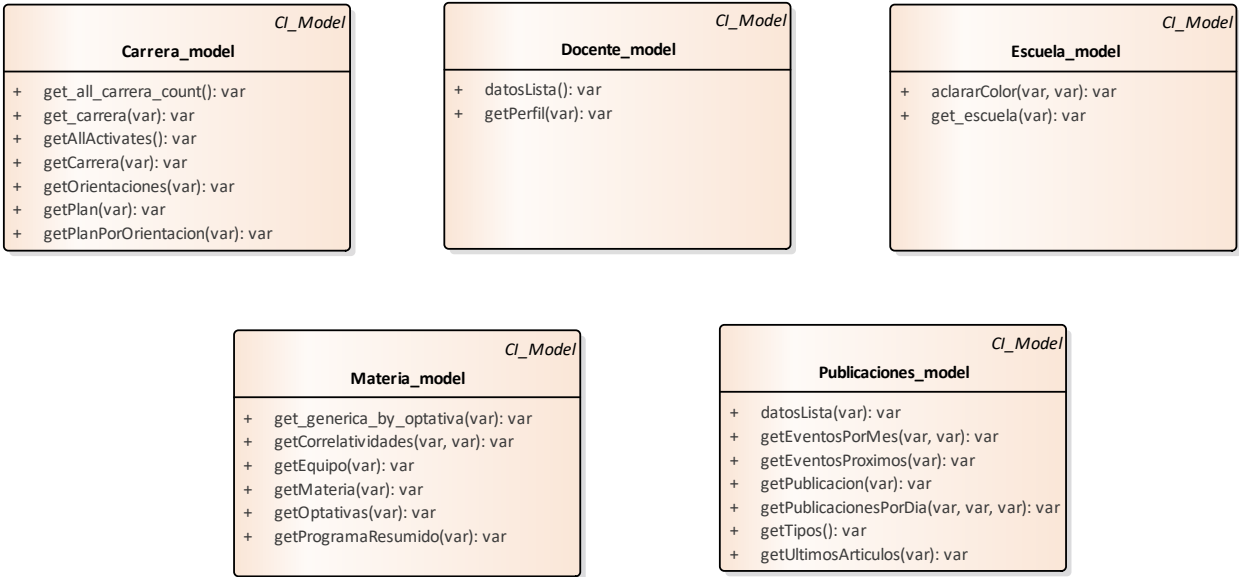 CI_Model
Carrera_model
+ get_all_carrera_count(): var
+ get_carrera(var): var
+ getAllActivates(): var
+ getCarrera(var): var
+ getOrientaciones(var): var
+ getPlan(var): var
+ getPlanPorOrientacion(var): var
CI_Model
Docente_model
+ datosLista(): var
+ getPerfil(var): var
CI_Model
Escuela_model
+ aclararColor(var, var): var
+ get_escuela(var): var
CI_Model
Materia_model
+ get_generica_by_optativa(var): var
+ getCorrelatividades(var, var): var
+ getEquipo(var): var
+ getMateria(var): var
+ getOptativas(var): var
+ getProgramaResumido(var): var
CI_Model
Publicaciones_model
+ datosLista(var): var
+ getEventosPorMes(var, var): var
+ getEventosProximos(var): var
+ getPublicacion(var): var
+ getPublicacionesPorDia(var, var, var): var
+ getTipos(): var
+ getUltimosArticulos(var): var